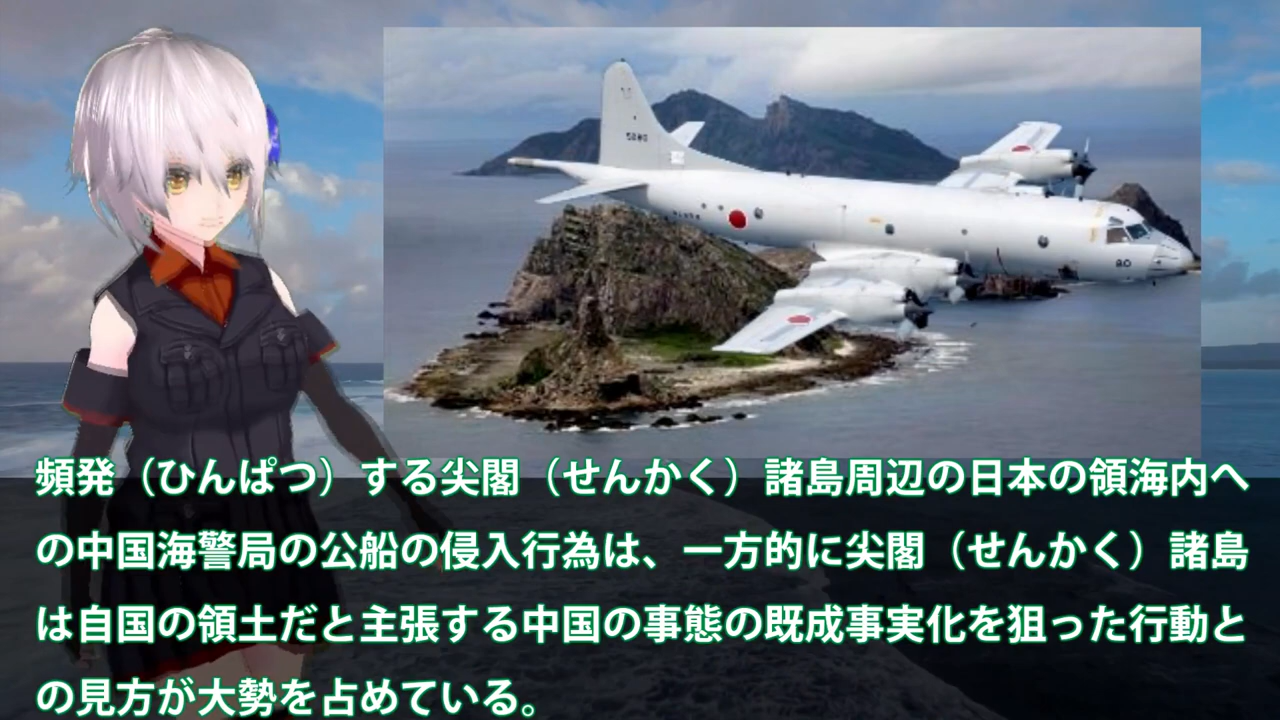 5080
80
頻発（ひんぱつ）する尖閣（せんかく）諸島周辺の日本の領海内へ
の中国海警局の公船の侵入行為は、一方的に尖閣（せんかく）諸島
は自国の領土だと主張する中国の事態の既成事実化を狙った行動と
の見方が大勢を占めている。